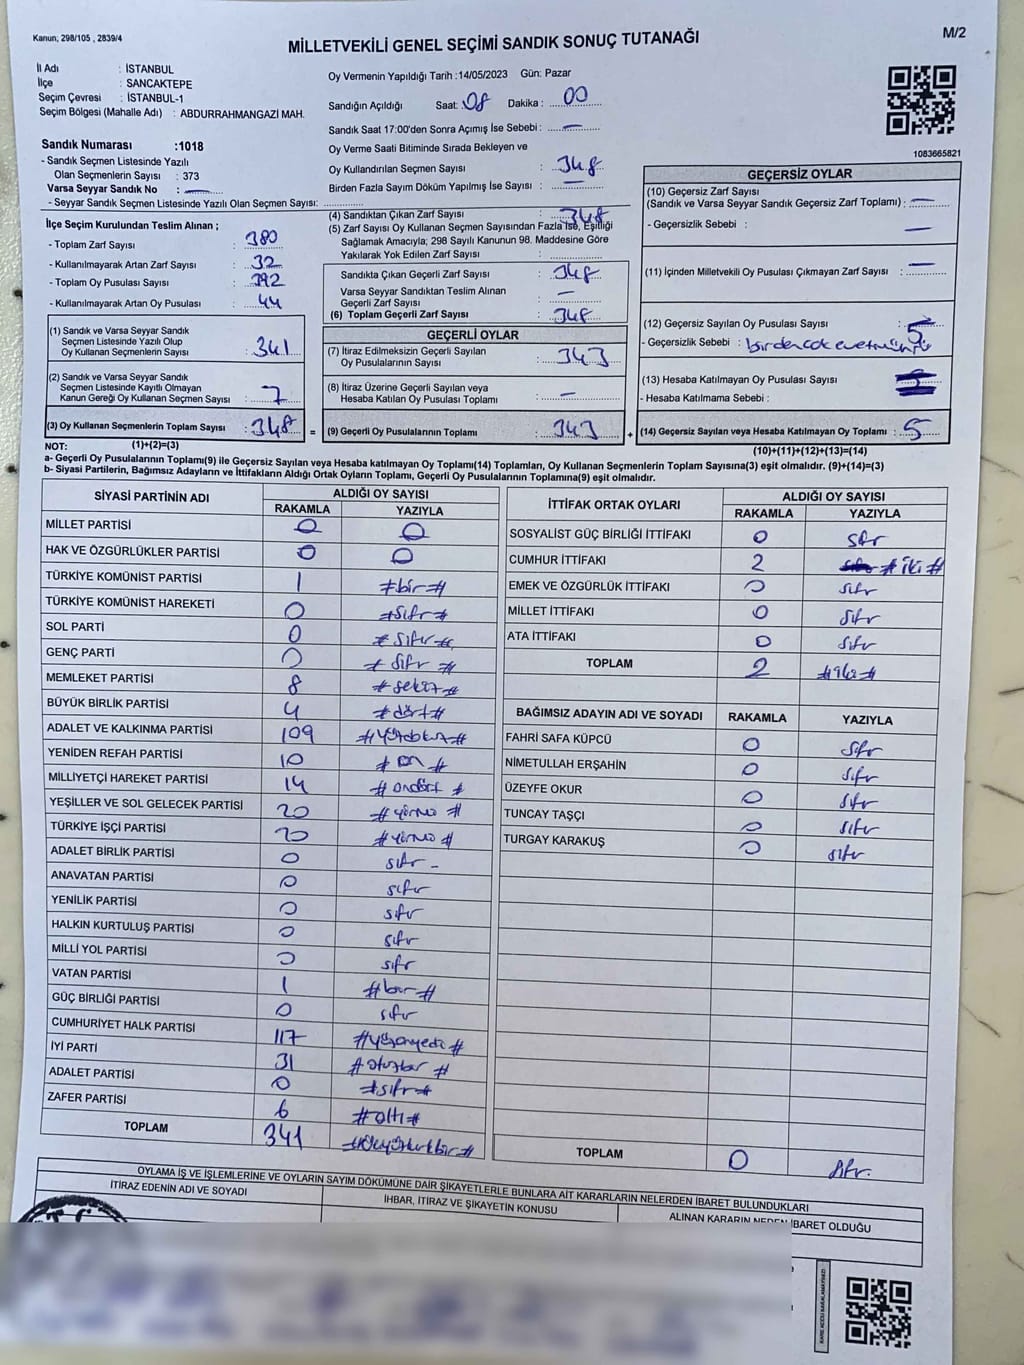 Kanun; 298/105 , 2839/4
MİLLETVEKİLİ GENEL SEÇİMİ SANDIK SONUÇ TUTANAĞI
M/2
İl Adı : İSTANBUL
İlçe : SANCAKTEPE
Seçim Çevresi : İSTANBUL-1
Seçim Bölgesi (Mahalle Adı) : ABDURRAHMANGAZİ MAH.
Oy Vermenin Yapıldığı Tarih :14/05/2023 Gün: Pazar
Sandığın Açıldığı Saat: 08 Dakika : 00
Sandık Saat 17:00'den Sonra Açımış İse Sebebi : —
Oy Verme Saati Bitiminde Sırada Bekleyen ve
Oy Kullandırılan Seçmen Sayısı : 348
Birden Fazla Sayım Döküm Yapılmış İse Sayısı : —
Sandık Numarası :1018
- Sandık Seçmen Listesinde Yazılı
Olan Seçmenlerin Sayısı : 373
Varsa Seyyar Sandık No : —
- Seyyar Sandık Seçmen Listesinde Yazılı Olan Seçmen Sayısı:
1083665821
İlçe Seçim Kurulundan Teslim Alınan ;
- Toplam Zarf Sayısı : 380
- Kullanılmayarak Artan Zarf Sayısı : 32
- Toplam Oy Pusulası Sayısı : 392
- Kullanılmayarak Artan Oy Pusulası : 44
(1) Sandık ve Varsa Seyyar Sandık
Seçmen Listesinde Yazılı Olup
Oy Kullanan Seçmenlerin Sayısı : 341
(2) Sandık ve Varsa Seyyar Sandık
Seçmen Listesinde Kayıtlı Olmayan
Kanun Gereği Oy Kullanan Seçmen Sayısı : 7
(3) Oy Kullanan Seçmenlerin Toplam Sayısı : 348 =
(4) Sandıktan Çıkan Zarf Sayısı : 348
(5) Zarf Sayısı Oy Kullanan Seçmen Sayısından Fazla İse, Eşitliği
Sağlamak Amacıyla; 298 Sayılı Kanunun 98. Maddesine Göre
Yakılarak Yok Edilen Zarf Sayısı :
Sandıkta Çıkan Geçerli Zarf Sayısı : 348
Varsa Seyyar Sandıktan Teslim Alınan
Geçerli Zarf Sayısı : —
(6) Toplam Geçerli Zarf Sayısı : 348
GEÇERLİ OYLAR
(7) İtiraz Edilmeksizin Geçerli Sayılan
Oy Pusulalarının Sayısı : 343
(8) İtiraz Üzerine Geçerli Sayılan veya
Hesaba Katılan Oy Pusulası Toplamı : —
(9) Geçerli Oy Pusulalarının Toplamı : 343 +
GEÇERSİZ OYLAR
(10) Geçersiz Zarf Sayısı
(Sandık ve Varsa Seyyar Sandık Geçersiz Zarf Toplamı) : —
- Geçersizlik Sebebi : —
(11) İçinden Milletvekili Oy Pusulası Çıkmayan Zarf Sayısı : —
(12) Geçersiz Sayılan Oy Pusulası Sayısı : 5
- Geçersizlik Sebebi : birden çok evet mührü
(13) Hesaba Katılmayan Oy Pusulası Sayısı :
- Hesaba Katılmama Sebebi :
(14) Geçersiz Sayılan veya Hesaba Katılmayan Oy Toplamı : 5
NOT: (1)+(2)=(3)
(10)+(11)+(12)+(13)=(14)
a- Geçerli Oy Pusulalarının Toplamı(9) ile Geçersiz Sayılan veya Hesaba katılmayan Oy Toplamı(14) Toplamları, Oy Kullanan Seçmenlerin Toplam Sayısına(3) eşit olmalıdır. (9)+(14)=(3)
b- Siyasi Partilerin, Bağımsız Adayların ve İttifakların Aldığı Ortak Oyların Toplamı, Geçerli Oy Pusulalarının Toplamına(9) eşit olmalıdır.
SİYASİ PARTİNİN ADI ALDIĞI OY SAYISI
RAKAMLA YAZIYLA
MİLLET PARTİSİ 0 0
HAK VE ÖZGÜRLÜKLER PARTİSİ 0 0
TÜRKİYE KOMÜNİST PARTİSİ 1 #bir#
TÜRKİYE KOMÜNİST HAREKETİ 0 #sıfır#
SOL PARTİ 0 #sıfır#
GENÇ PARTİ 0 #sıfır#
MEMLEKET PARTİSİ 8 #sekiz#
BÜYÜK BİRLİK PARTİSİ 4 #dört#
ADALET VE KALKINMA PARTİSİ 109 #yüzdokuz#
YENİDEN REFAH PARTİSİ 10 #on#
MİLLİYETÇİ HAREKET PARTİSİ 14 #ondört#
YEŞİLLER VE SOL GELECEK PARTİSİ 20 #yirmi#
TÜRKİYE İŞÇİ PARTİSİ 20 #yirmi#
ADALET BİRLİK PARTİSİ 0 sıfır -
ANAVATAN PARTİSİ 0 sıfır
YENİLİK PARTİSİ 0 sıfır
HALKIN KURTULUŞ PARTİSİ 0 sıfır
MİLLİ YOL PARTİSİ 0 sıfır
VATAN PARTİSİ 1 #bir#
GÜÇ BİRLİĞİ PARTİSİ 0 sıfır
CUMHURİYET HALK PARTİSİ 117 #yüzonyedi#
İYİ PARTİ 31 #otuzbir#
ADALET PARTİSİ 0 #sıfır#
ZAFER PARTİSİ 6 #altı#
TOPLAM 341 #üçyüzkırkbir#
İTTİFAK ORTAK OYLARI ALDIĞI OY SAYISI
RAKAMLA YAZIYLA
SOSYALİST GÜÇ BİRLİĞİ İTTİFAKI 0 sıfır
CUMHUR İTTİFAKI 2 #iki#
EMEK VE ÖZGÜRLÜK İTTİFAKI 0 sıfır
MİLLET İTTİFAKI 0 sıfır
ATA İTTİFAKI 0 sıfır
TOPLAM 2 #iki#
BAĞIMSIZ ADAYIN ADI VE SOYADI RAKAMLA YAZIYLA
FAHRİ SAFA KÜPCÜ 0 sıfır
NİMETULLAH ERŞAHİN 0 sıfır
ÜZEYFE OKUR 0 sıfır
TUNCAY TAŞÇI 0 sıfır
TURGAY KARAKUŞ 0 sıfır
TOPLAM 0 sıfır.
OYLAMA İŞ VE İŞLEMLERİNE VE OYLARIN SAYIM DÖKÜMÜNE DAİR ŞİKAYETLERLE BUNLARA AİT KARARLARIN NELERDEN İBARET BULUNDUKLARI
İTİRAZ EDENİN ADI VE SOYADI İHBAR, İTİRAZ VE ŞİKAYETİN KONUSU ALINAN KARARIN NEDEN İBARET OLDUĞU